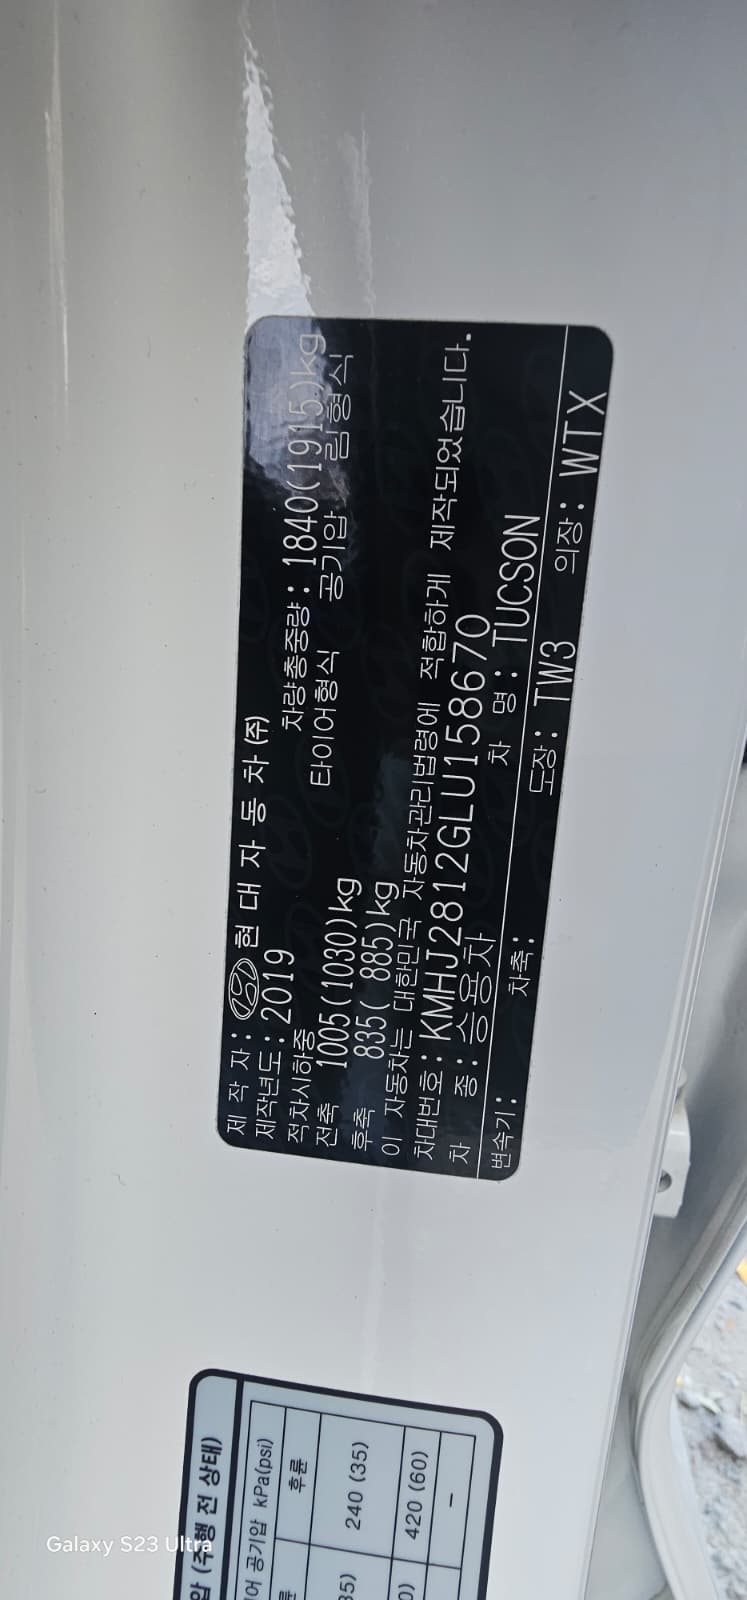 제 작 자 : 현 대 자 동 차 (주)
제작년도 : 2019
적차시하중 차량총중량 : 1840(1915)kg
전축 1005(1030)kg 타이어형식 공기압 림형식
후축 835( 885)kg
이 자동차는 대한민국 자동차관리법령에 적합하게 제작되었습니다.
차대번호 : KMHJ2812GLU158670
차 종 : 승용차 차 명 : TUCSON
변속기 : 차축 : 도장 : TW3 의장 : WTX
압 (주행 전 상태)
어 공기압 kPa(psi)
륜 후륜
35) 240 (35)
0) 420 (60)
-
Galaxy S23 Ultra